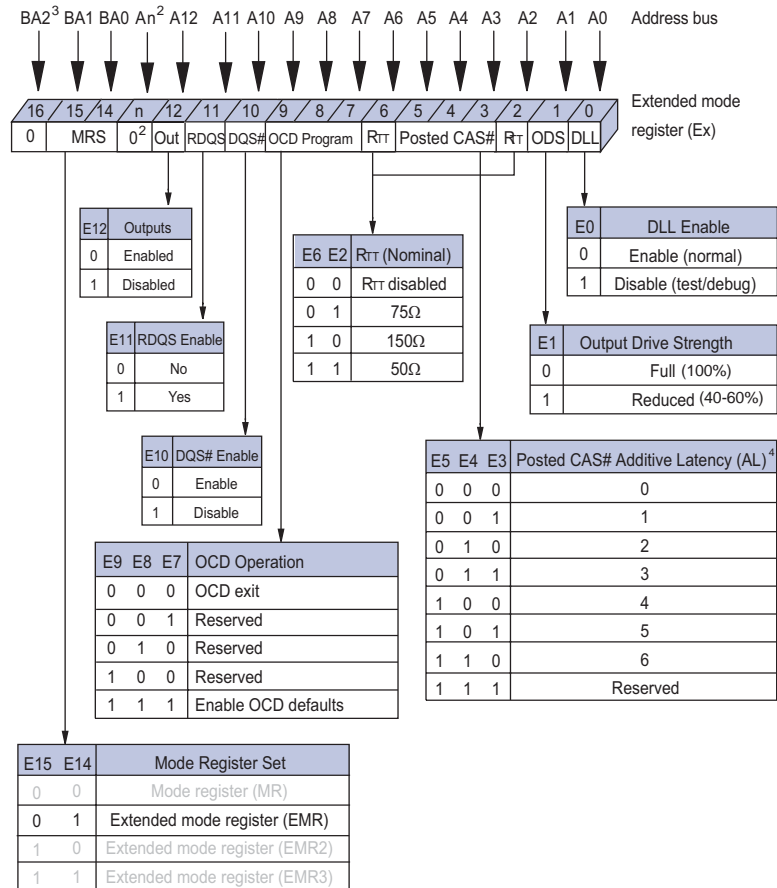 BA2³ BA1 BA0 An² A12 A11 A10 A9 A8 A7 A6 A5 A4 A3 A2 A1 A0 Address bus
16 15 14 n 12 11 10 9 8 7 6 5 4 3 2 1 0 Extended mode
0 MRS 0² Out RDQS DQS# OCD Program RTT Posted CAS# RTT ODS DLL register (Ex)
E12 Outputs
0 Enabled
1 Disabled
E6 E2 RTT (Nominal)
0 0 RTT disabled
0 1 75Ω
1 0 150Ω
1 1 50Ω
E0 DLL Enable
0 Enable (normal)
1 Disable (test/debug)
E11 RDQS Enable
0 No
1 Yes
E1 Output Drive Strength
0 Full (100%)
1 Reduced (40-60%)
E10 DQS# Enable
0 Enable
1 Disable
E5 E4 E3 Posted CAS# Additive Latency (AL)⁴
0 0 0 0
0 0 1 1
0 1 0 2
0 1 1 3
1 0 0 4
1 0 1 5
1 1 0 6
1 1 1 Reserved
E9 E8 E7 OCD Operation
0 0 0 OCD exit
0 0 1 Reserved
0 1 0 Reserved
1 0 0 Reserved
1 1 1 Enable OCD defaults
E15 E14 Mode Register Set
0 0 Mode register (MR)
0 1 Extended mode register (EMR)
1 0 Extended mode register (EMR2)
1 1 Extended mode register (EMR3)